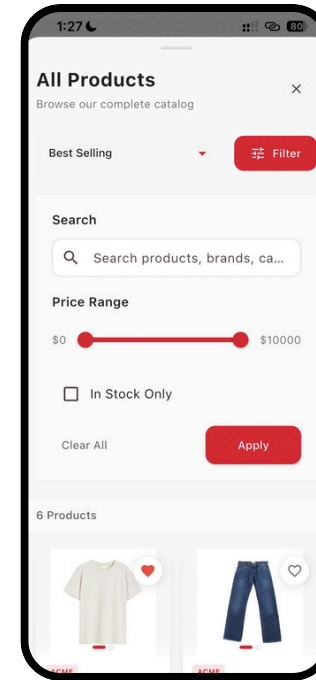 1:27
80
All Products
Browse our complete catalog
Best Selling
Filter
Search
Search products, brands, ca...
Price Range
$0
$10000
In Stock Only
Clear All
Apply
6 Products
ACME
ACME